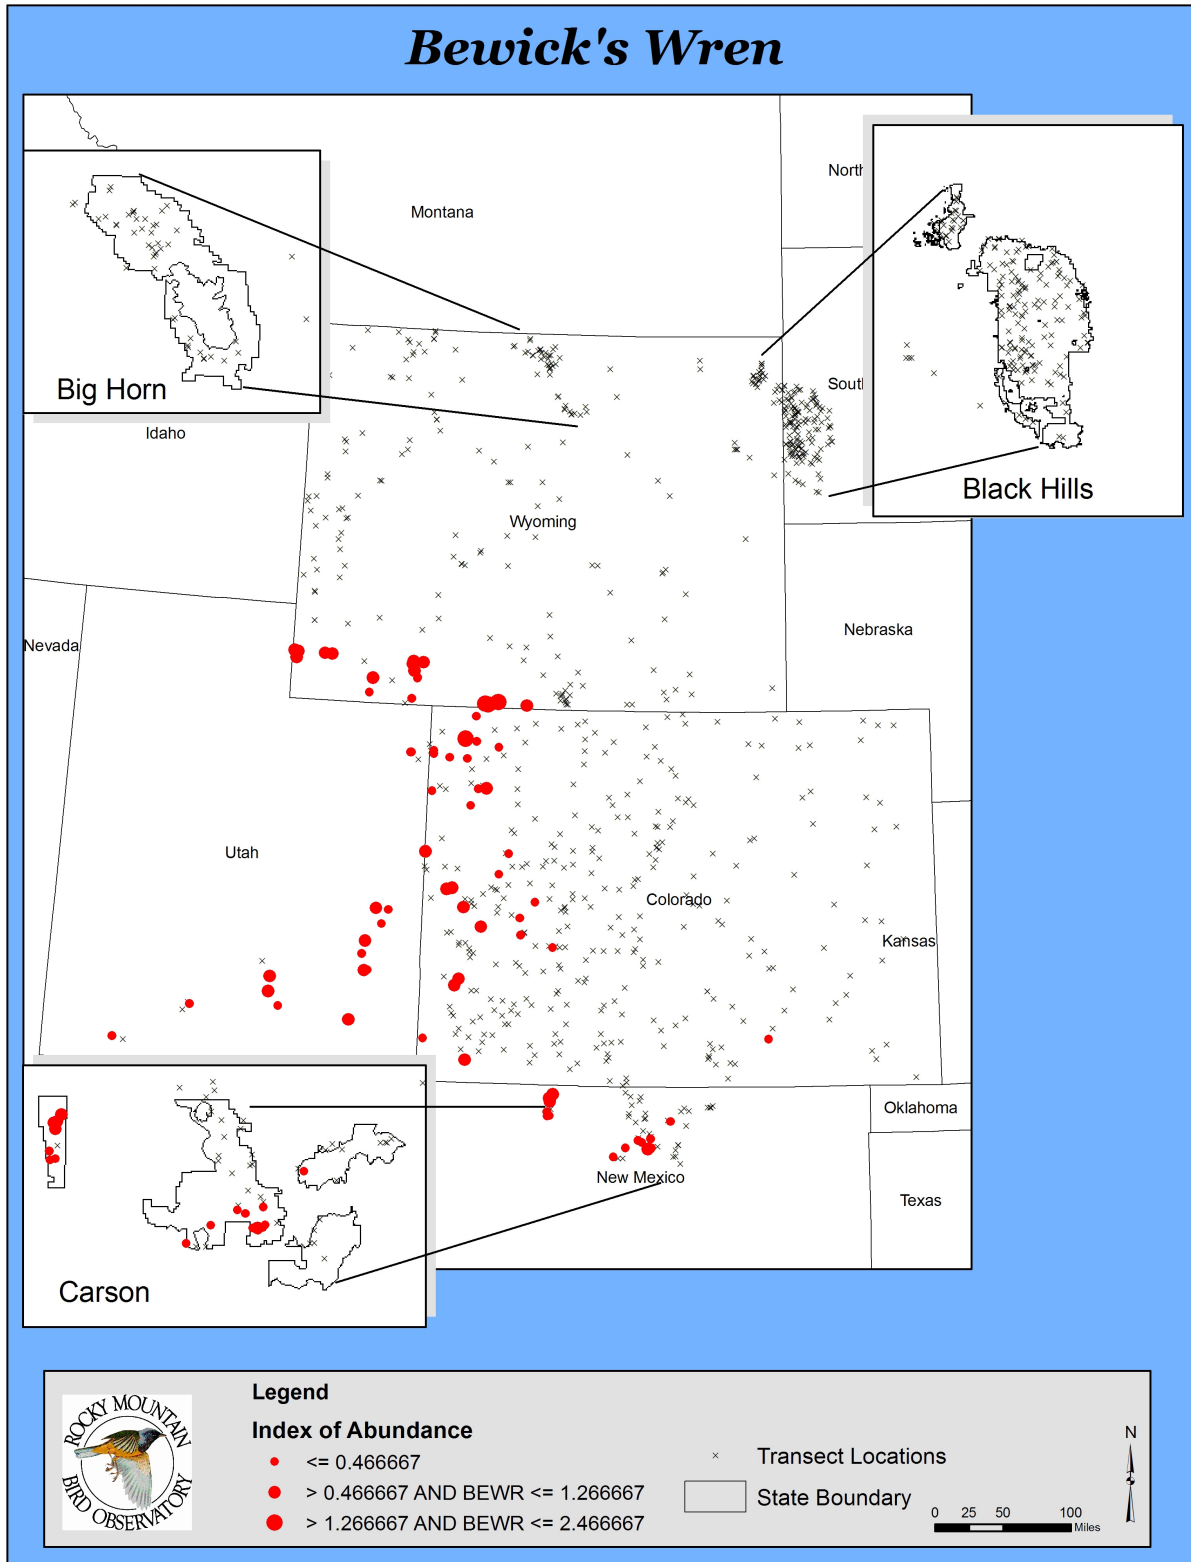 Bewick's Wren
Montana
North
Big Horn
Idaho
South
Black Hills
Wyoming
Nevada
Nebraska
Utah
Colorado
Kansas
Oklahoma
New Mexico
Texas
Carson
ROCKY MOUNTAIN
BIRD OBSERVATORY
Legend
Index of Abundance
<= 0.466667
> 0.466667 AND BEWR <= 1.266667
> 1.266667 AND BEWR <= 2.466667
Transect Locations
State Boundary
N
0 25 50 100
Miles